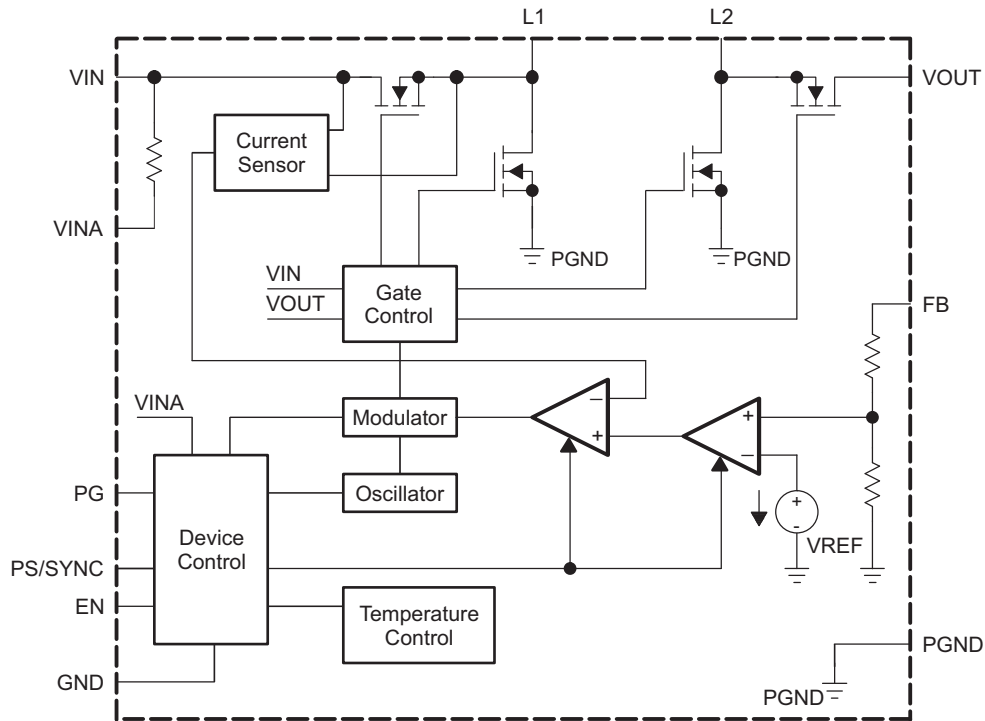 L1
L2
VIN
VOUT
Current
Sensor
VINA
PGND
PGND
VIN
VOUT
Gate
Control
FB
VINA
Modulator
–
+
+
–
PG
Oscillator
Device
Control
+
-
VREF
PS/SYNC
EN
Temperature
Control
PGND
GND
PGND